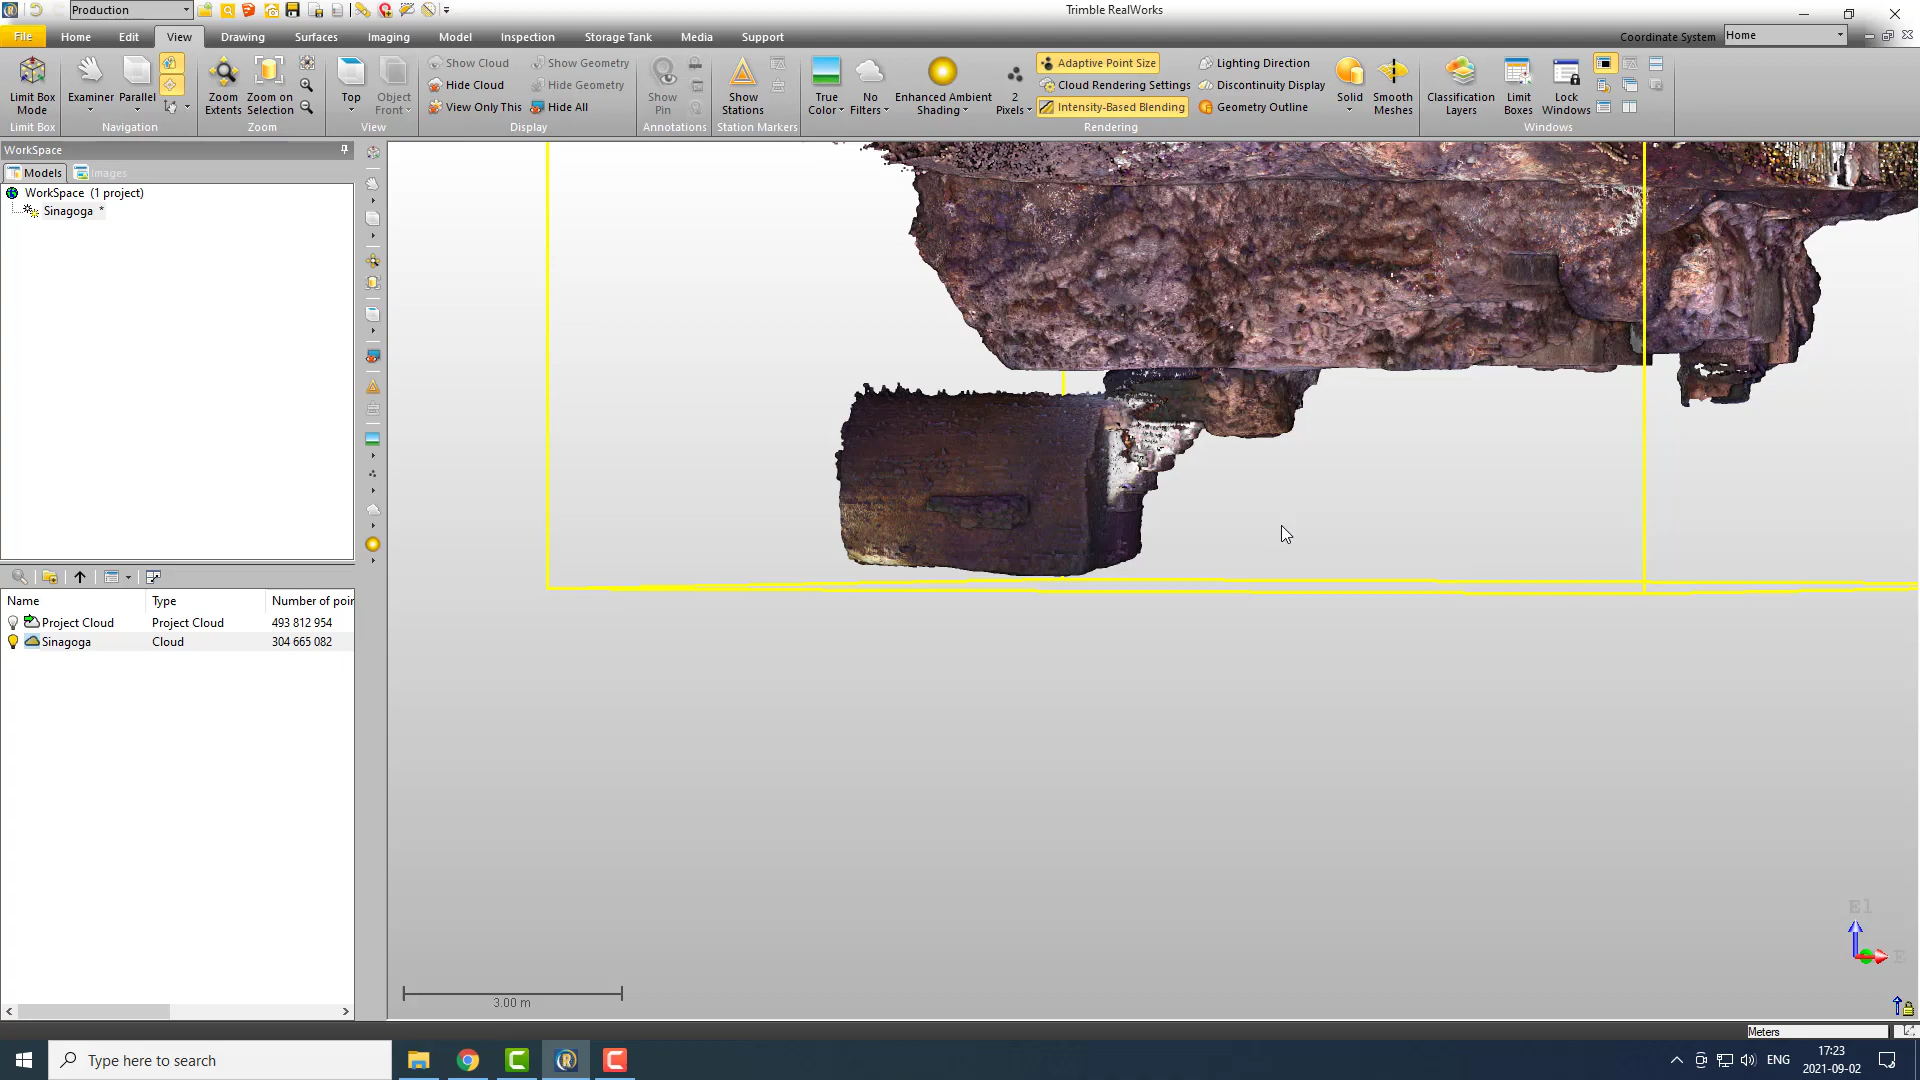 Production
Trimble RealWorks
File
Home
Edit
View
Drawing
Surfaces
Imaging
Model
Inspection
Storage Tank
Media
Support
Coordinate System
Home
Limit Box Mode
Examiner
Parallel
Zoom Extents
Zoom on Selection
Top
Object Front
Show Cloud
Hide Cloud
View Only This
Show Geometry
Hide Geometry
Hide All
Show Pin
Show Stations
True Color
No Filters
Enhanced Ambient Shading
2 Pixels
Adaptive Point Size
Cloud Rendering Settings
Intensity-Based Blending
Lighting Direction
Discontinuity Display
Geometry Outline
Solid
Smooth Meshes
Classification Layers
Limit Boxes
Lock Windows
Limit Box
Navigation
Zoom
View
Display
Annotations
Station Markers
Rendering
Windows
WorkSpace
Models
Images
WorkSpace (1 project)
Sinagoga *
Name
Type
Number of poin
Project Cloud
Project Cloud
493 812 954
Sinagoga
Cloud
304 665 082
El
E
3.00 m
Meters
Type here to search
ENG
17:23
2021-09-02